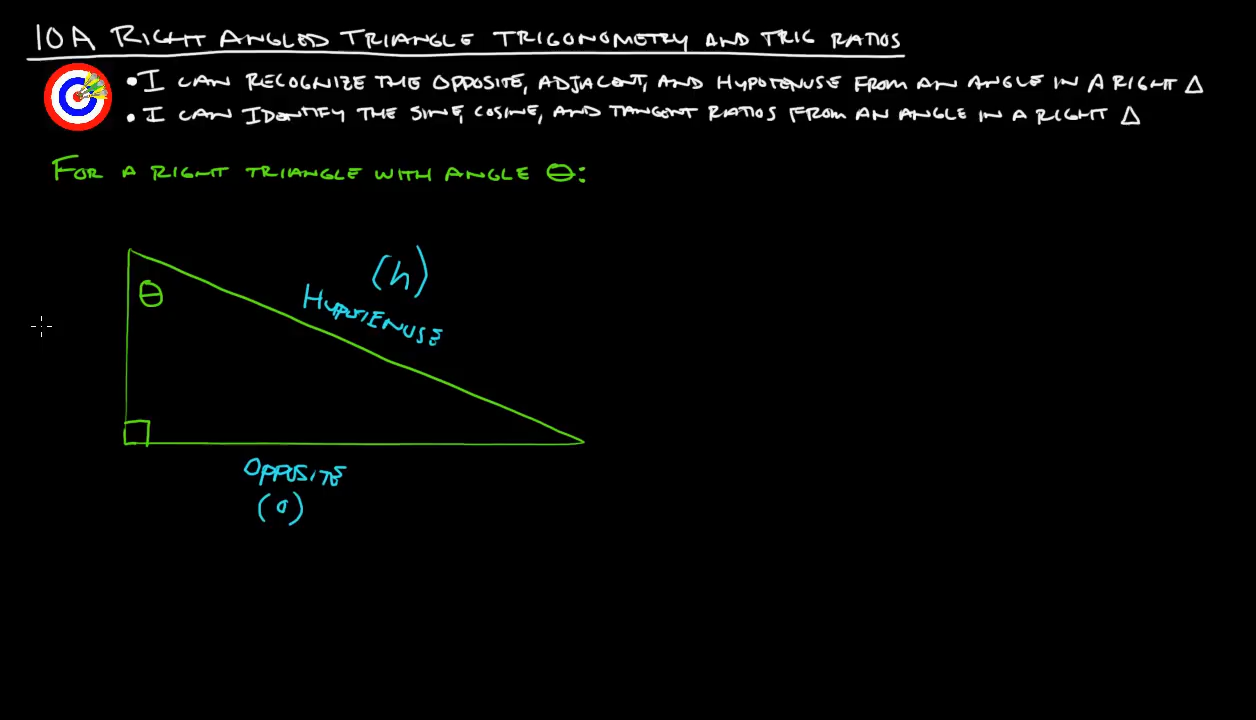 10A RIGHT ANGLED TRIANGLE TRIGONOMETRY AND TRIG RATIOS
• I CAN RECOGNIZE THE OPPOSITE, ADJACENT, AND HYPOTENUSE FROM AN ANGLE IN A RIGHT Δ
• I CAN IDENTIFY THE SINE, COSINE, AND TANGENT RATIOS FROM AN ANGLE IN A RIGHT Δ
FOR A RIGHT TRIANGLE WITH ANGLE Θ:
(h)
Θ
HYPOTENUSE
OPPOSITE
(o)